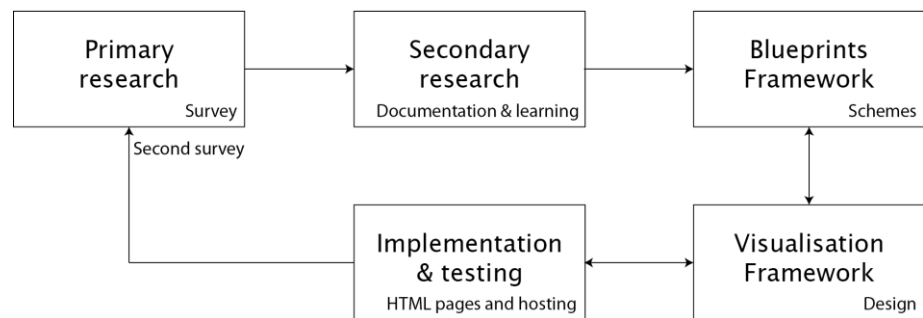 Primary
research
Survey
Secondary
research
Documentation & learning
Blueprints
Framework
Schemes
Second survey
Implementation
& testing
HTML pages and hosting
Visualisation
Framework
Design